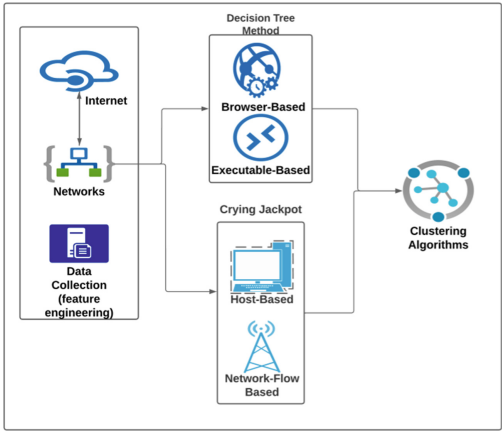 Internet
Networks
Data
Collection
(feature
engineering)
Decision Tree
Method
Browser-Based
Executable-Based
Crying Jackpot
Host-Based
Network-Flow
Based
Clustering
Algorithms